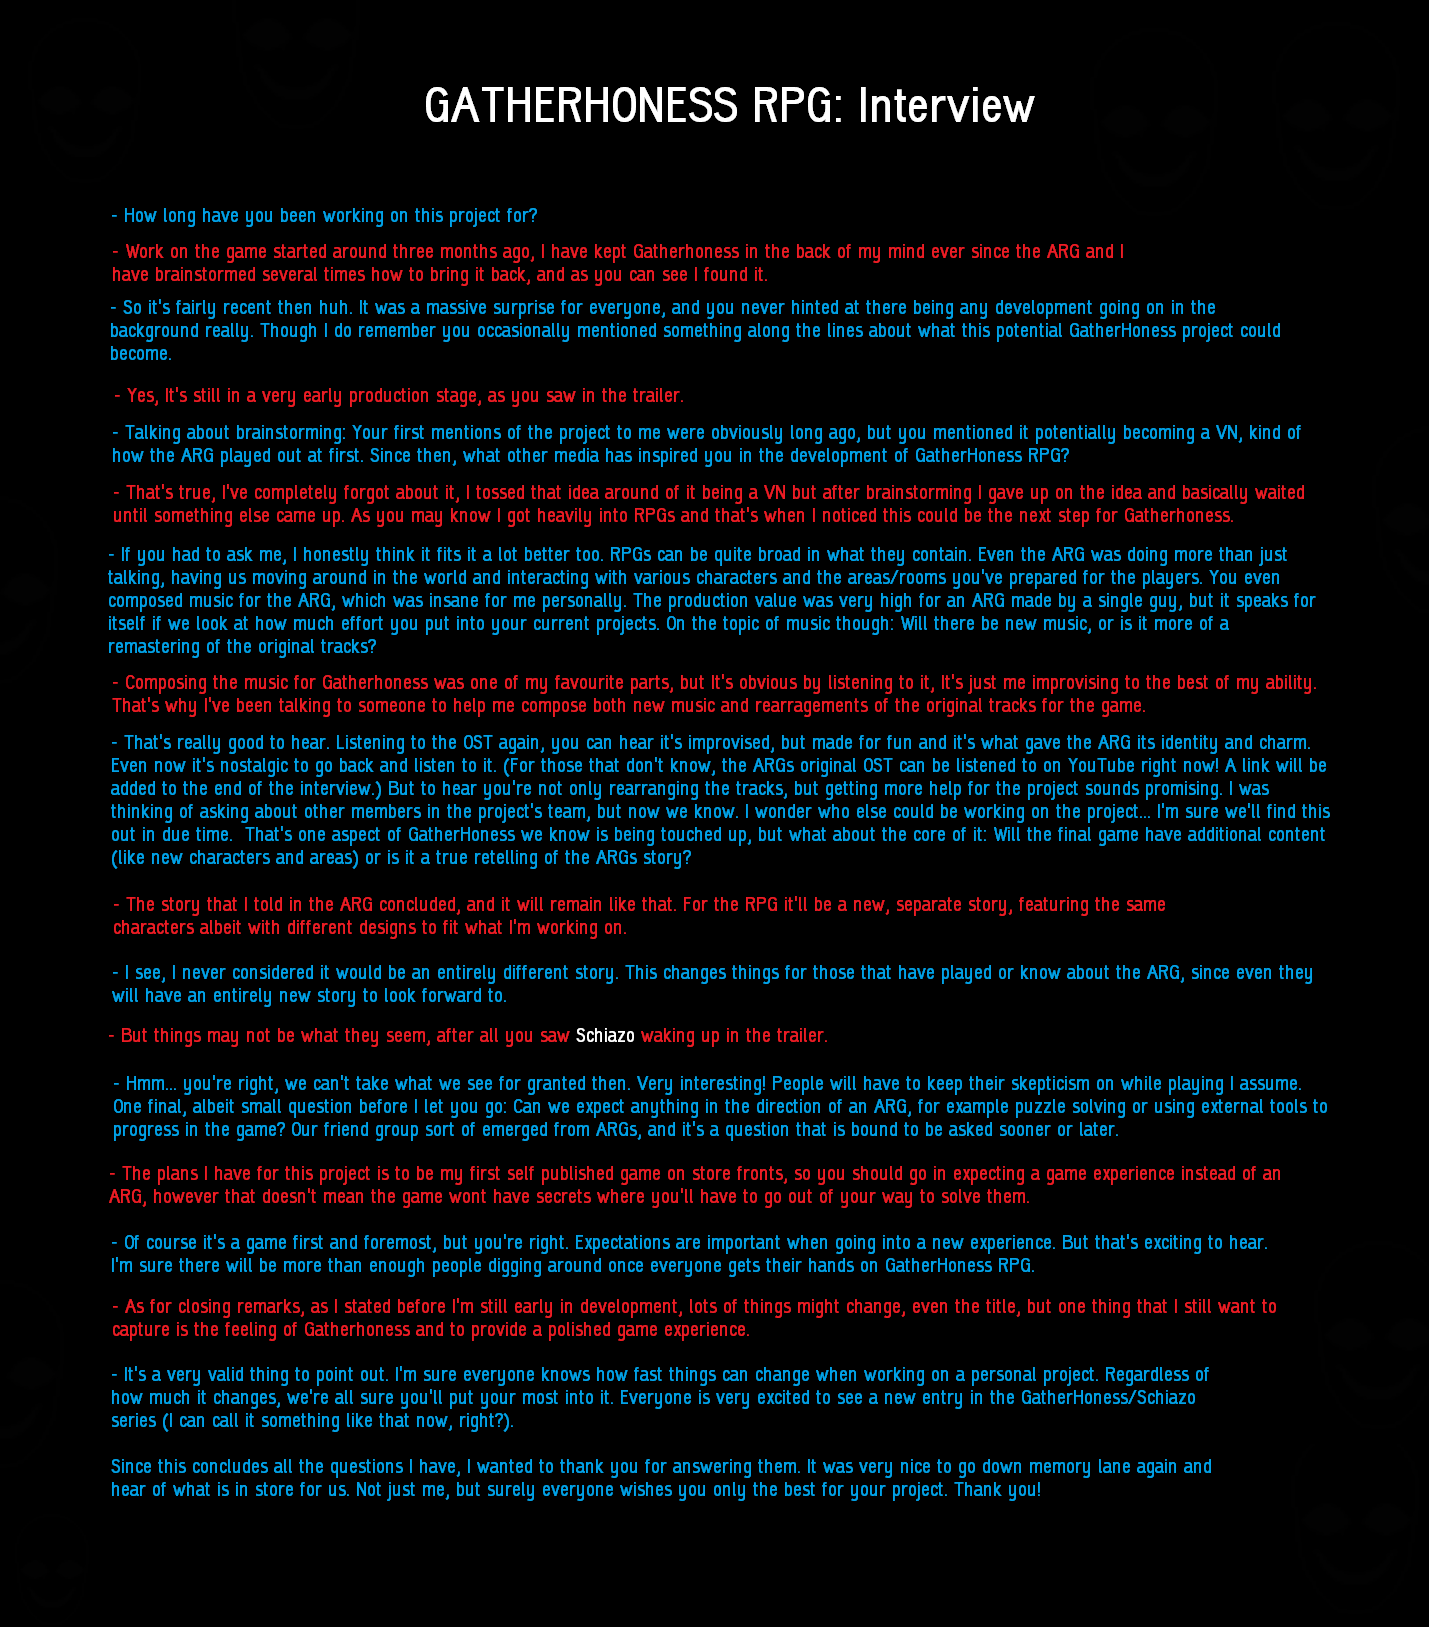 GATHERHONESS RPG: Interview
- How long have you been working on this project for?
- Work on the game started around three months ago, I have kept Gatherhoness in the back of my mind ever since the ARG and I
have brainstormed several times how to bring it back, and as you can see I found it.
- So it's fairly recent then huh. It was a massive surprise for everyone, and you never hinted at there being any development going on in the
background really. Though I do remember you occasionally mentioned something along the lines about what this potential GatherHoness project could
become.
- Yes, It's still in a very early production stage, as you saw in the trailer.
- Talking about brainstorming: Your first mentions of the project to me were obviously long ago, but you mentioned it potentially becoming a VN, kind of
how the ARG played out at first. Since then, what other media has inspired you in the development of GatherHoness RPG?
- That's true, I've completely forgot about it, I tossed that idea around of it being a VN but after brainstorming I gave up on the idea and basically waited
until something else came up. As you may know I got heavily into RPGs and that's when I noticed this could be the next step for Gatherhoness.
- If you had to ask me, I honestly think it fits it a lot better too. RPGs can be quite broad in what they contain. Even the ARG was doing more than just
talking, having us moving around in the world and interacting with various characters and the areas/rooms you've prepared for the players. You even
composed music for the ARG, which was insane for me personally. The production value was very high for an ARG made by a single guy, but it speaks for
itself if we look at how much effort you put into your current projects. On the topic of music though: Will there be new music, or is it more of a
remastering of the original tracks?
- Composing the music for Gatherhoness was one of my favourite parts, but It's obvious by listening to it, It's just me improvising to the best of my ability.
That's why I've been talking to someone to help me compose both new music and rearragements of the original tracks for the game.
- That's really good to hear. Listening to the OST again, you can hear it's improvised, but made for fun and it's what gave the ARG its identity and charm.
Even now it's nostalgic to go back and listen to it. (For those that don't know, the ARGs original OST can be listened to on YouTube right now! A link will be
added to the end of the interview.) But to hear you're not only rearranging the tracks, but getting more help for the project sounds promising. I was
thinking of asking about other members in the project's team, but now we know. I wonder who else could be working on the project... I'm sure we'll find this
out in due time.  That's one aspect of GatherHoness we know is being touched up, but what about the core of it: Will the final game have additional content
(like new characters and areas) or is it a true retelling of the ARGs story?
- The story that I told in the ARG concluded, and it will remain like that. For the RPG it'll be a new, separate story, featuring the same
characters albeit with different designs to fit what I'm working on.
- I see, I never considered it would be an entirely different story. This changes things for those that have played or know about the ARG, since even they
will have an entirely new story to look forward to.
- But things may not be what they seem, after all you saw Schiazo waking up in the trailer.
- Hmm... you're right, we can't take what we see for granted then. Very interesting! People will have to keep their skepticism on while playing I assume.
One final, albeit small question before I let you go: Can we expect anything in the direction of an ARG, for example puzzle solving or using external tools to
progress in the game? Our friend group sort of emerged from ARGs, and it's a question that is bound to be asked sooner or later.
- The plans I have for this project is to be my first self published game on store fronts, so you should go in expecting a game experience instead of an
ARG, however that doesn't mean the game wont have secrets where you'll have to go out of your way to solve them.
- Of course it's a game first and foremost, but you're right. Expectations are important when going into a new experience. But that's exciting to hear.
I'm sure there will be more than enough people digging around once everyone gets their hands on GatherHoness RPG.
- As for closing remarks, as I stated before I'm still early in development, lots of things might change, even the title, but one thing that I still want to
capture is the feeling of Gatherhoness and to provide a polished game experience.
- It's a very valid thing to point out. I'm sure everyone knows how fast things can change when working on a personal project. Regardless of
how much it changes, we're all sure you'll put your most into it. Everyone is very excited to see a new entry in the GatherHoness/Schiazo
series (I can call it something like that now, right?).
Since this concludes all the questions I have, I wanted to thank you for answering them. It was very nice to go down memory lane again and
hear of what is in store for us. Not just me, but surely everyone wishes you only the best for your project. Thank you!